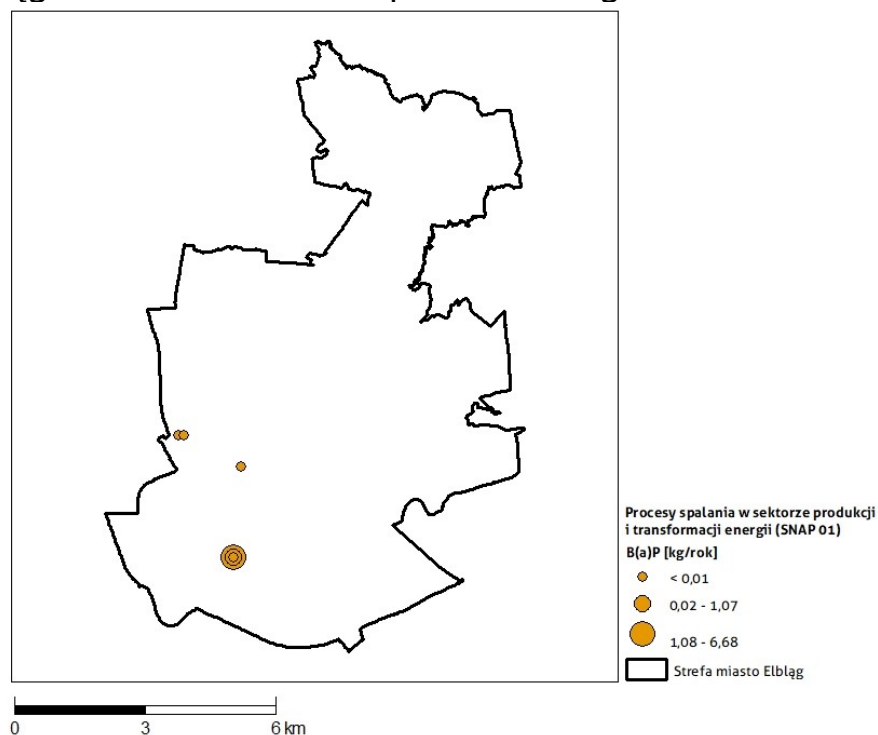 Procesy spalania w sektorze produkcji
i transformacji energii (SNAP 01)
B(a)P [kg/rok]
< 0,01
0,02 - 1,07
1,08 - 6,68
Strefa miasto Elbląg
0 3 6 km